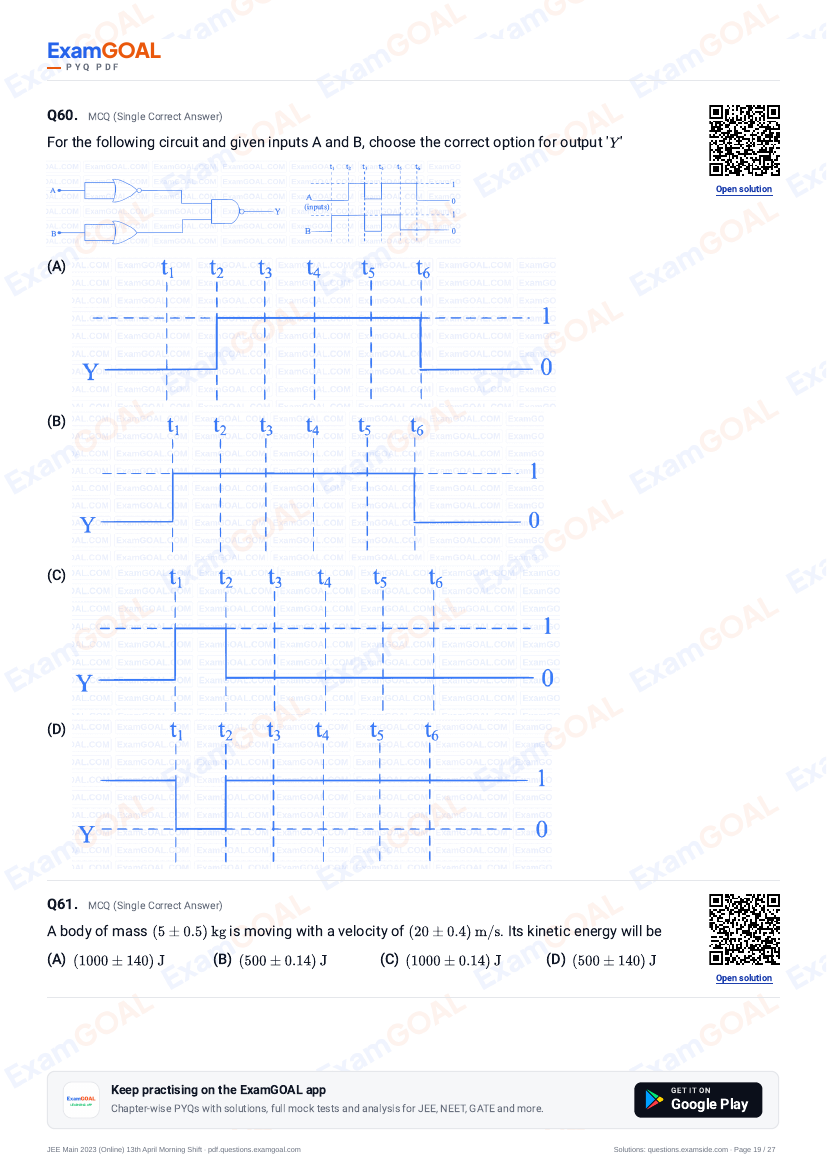 ExamGOAL
PYQ PDF
Q60. MCQ (Single Correct Answer)
For the following circuit and given inputs A and B, choose the correct option for output 'Y'
Open solution
t1 t2 t3 t4 t5 t6
A
(inputs)
B
1
0
1
0
A
B
Y
(A)
t1 t2 t3 t4 t5 t6
1
Y 0
(B)
t1 t2 t3 t4 t5 t6
1
Y 0
(C)
t1 t2 t3 t4 t5 t6
1
Y 0
(D)
t1 t2 t3 t4 t5 t6
1
Y 0
Q61. MCQ (Single Correct Answer)
A body of mass (5 ± 0.5) kg is moving with a velocity of (20 ± 0.4) m/s. Its kinetic energy will be
(A) (1000 ± 140) J (B) (500 ± 0.14) J (C) (1000 ± 0.14) J (D) (500 ± 140) J
Open solution
Keep practising on the ExamGOAL app
Chapter-wise PYQs with solutions, full mock tests and analysis for JEE, NEET, GATE and more.
GET IT ON
Google Play
JEE Main 2023 (Online) 13th April Morning Shift · pdf.questions.examgoal.com
Solutions: questions.examside.com · Page 19 / 27